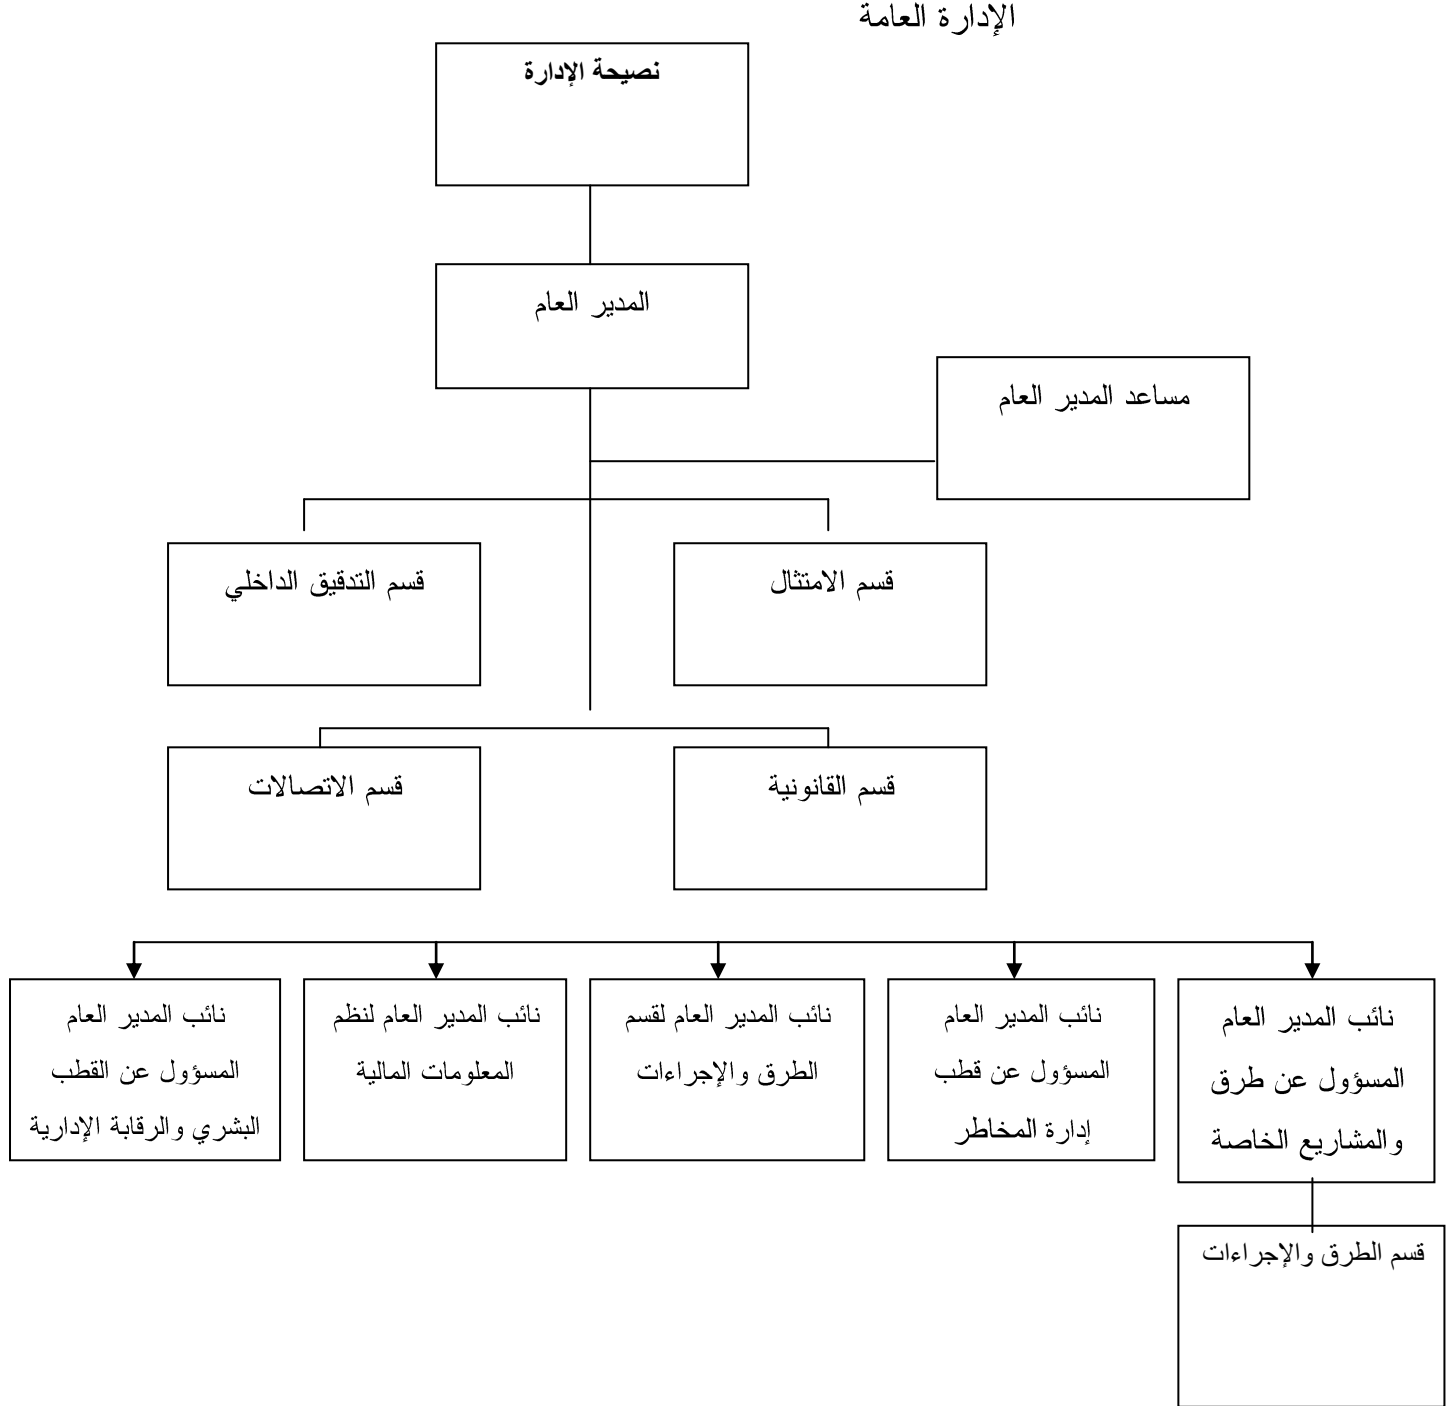 الإدارة العامة
نصيحة الإدارة
المدير العام
مساعد المدير العام
قسم الامتثال
قسم التدقيق الداخلي
قسم القانونية
قسم الاتصالات
نائب المدير العام
المسؤول عن طرق
والمشاريع الخاصة
نائب المدير العام
المسؤول عن قطب
إدارة المخاطر
نائب المدير العام لقسم
الطرق والإجراءات
نائب المدير العام لنظم
المعلومات المالية
نائب المدير العام
المسؤول عن القطب
البشري والرقابة الإدارية
قسم الطرق والإجراءات